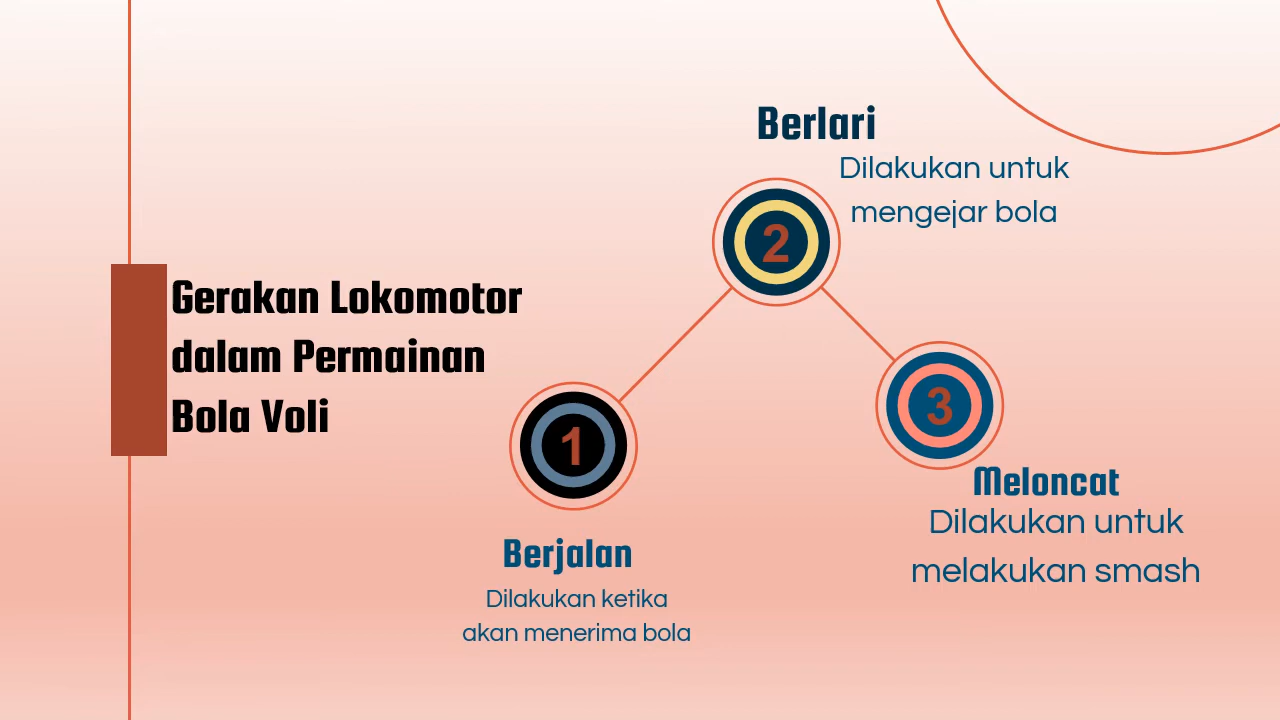 Gerakan Lokomotor
dalam Permainan
Bola Voli
1
Berjalan
Dilakukan ketika
akan menerima bola
2
Berlari
Dilakukan untuk
mengejar bola
3
Meloncat
Dilakukan untuk
melakukan smash